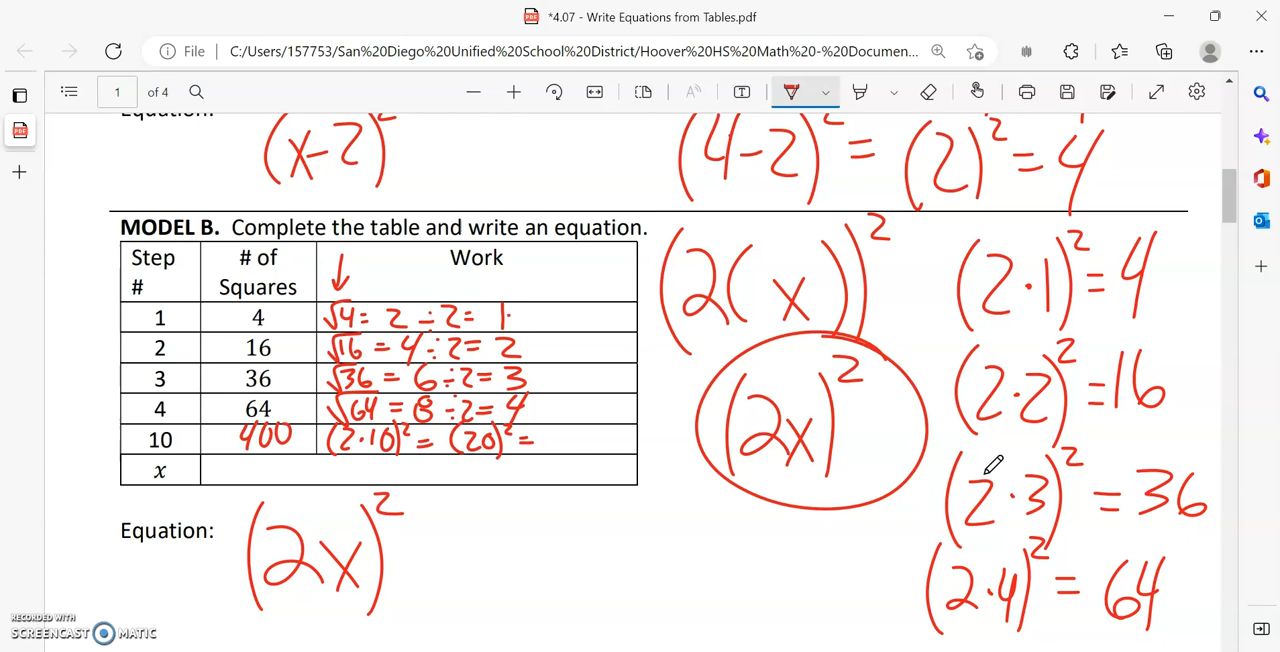 *4.07 - Write Equations from Tables.pdf
File C:/Users/157753/San%20Diego%20Unified%20School%20District/Hoover%20HS%20Math%20-%20Documen...
1 of 4
Equation:
(x-2)²
(4-2)² = (2)² = 4
MODEL B. Complete the table and write an equation.
Step # # of Squares Work
1 4 √4 = 2 ÷2= 1
2 16 √16 = 4 ÷2= 2
3 36 √36 = 6 ÷2= 3
4 64 √64 = 8 ÷2= 4
10 400 (2·10)² = (20)² =
x
Equation: (2x)²
(2(x))²
(2x)²
(2·1)² = 4
(2·2)² = 16
(2·3)² = 36
(2·4)² = 64
RECORDED WITH
SCREENCAST MATIC